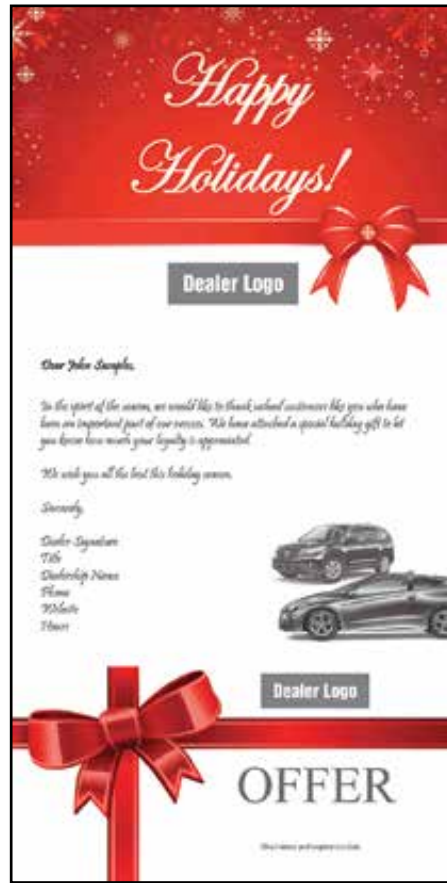 Happy
Holidays!
Dealer Logo
Dear John Sample,
In the spirit of the season, we would like to thank valued customers like you who have
been an important part of our success. We have attached a special holiday gift to let
you know how much your loyalty is appreciated.
We wish you all the best this holiday season.
Sincerely,
Dealer Signature
Title
Dealership Name
Phone
Website
Hours
Dealer Logo
OFFER